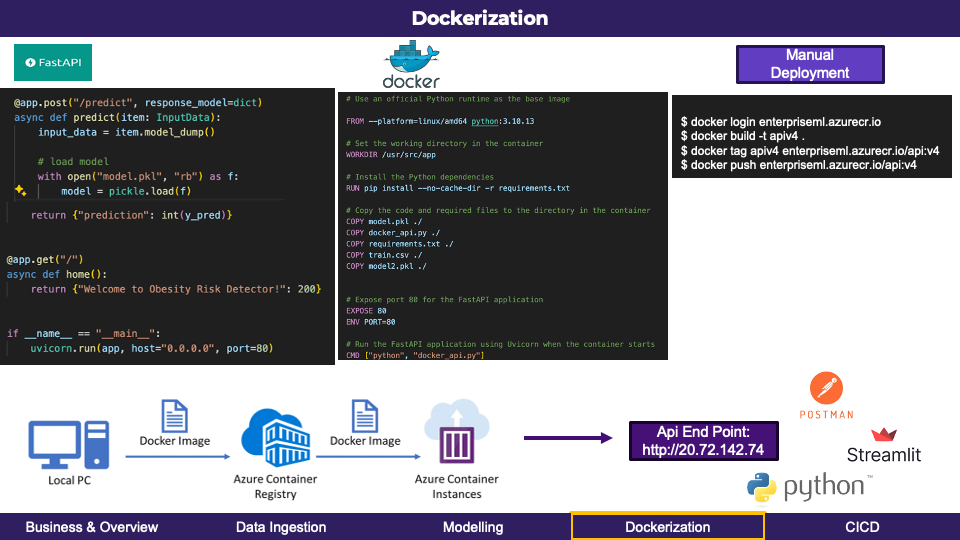 Dockerization
FastAPI
docker
Manual
Deployment
@app.post("/predict", response_model=dict)
async def predict(item: InputData):
input_data = item.model_dump()
# load model
with open("model.pkl", "rb") as f:
model = pickle.load(f)
return {"prediction": int(y_pred)}
@app.get("/")
async def home():
return {"Welcome to Obesity Risk Detector!": 200}
if __name__ == "__main__":
uvicorn.run(app, host="0.0.0.0", port=80)
# Use an official Python runtime as the base image
FROM --platform=linux/amd64 python:3.10.13
# Set the working directory in the container
WORKDIR /usr/src/app
# Install the Python dependencies
RUN pip install --no-cache-dir -r requirements.txt
# Copy the code and required files to the directory in the container
COPY model.pkl ./
COPY docker_api.py ./
COPY requirements.txt ./
COPY train.csv ./
COPY model2.pkl ./
# Expose port 80 for the FastAPI application
EXPOSE 80
ENV PORT=80
# Run the FastAPI application using Uvicorn when the container starts
CMD ["python", "docker_api.py"]
$ docker login enterpriseml.azurecr.io
$ docker build -t apiv4 .
$ docker tag apiv4 enterpriseml.azurecr.io/api:v4
$ docker push enterpriseml.azurecr.io/api:v4
Local PC
Docker Image
Azure Container
Registry
Docker Image
Azure Container
Instances
Api End Point:
http://20.72.142.74
POSTMAN
Streamlit
python™
Business & Overview
Data Ingestion
Modelling
Dockerization
CICD